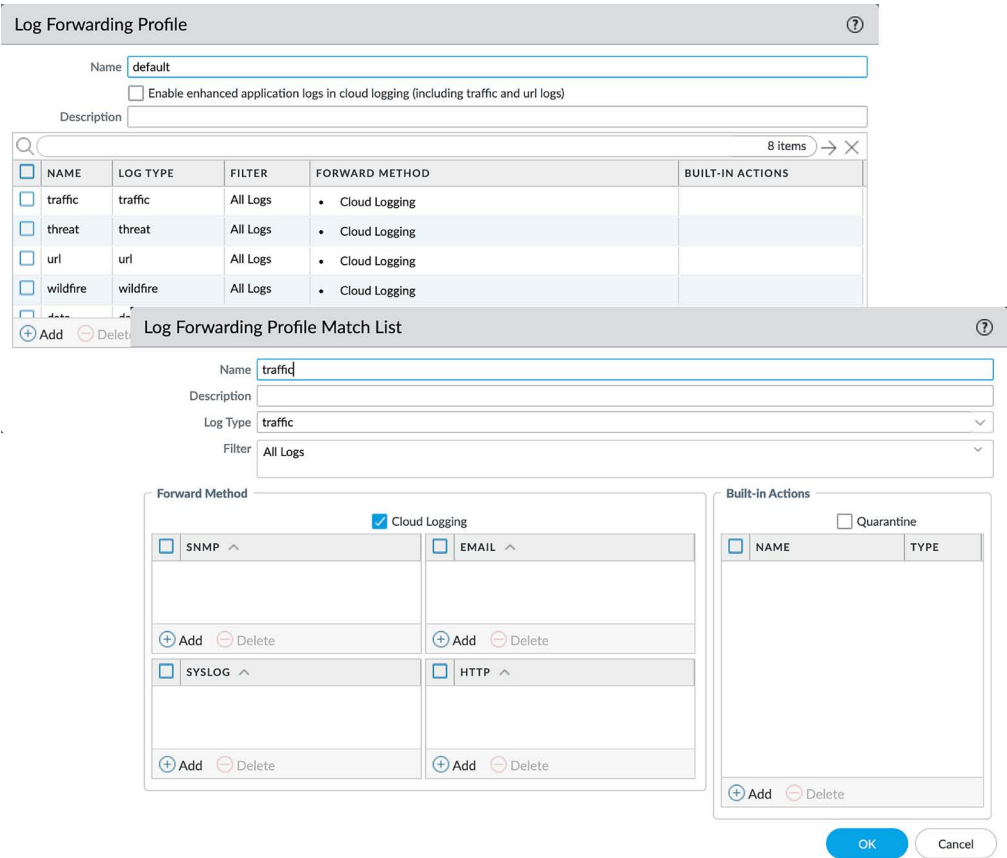 Log Forwarding Profile
Name default
Enable enhanced application logs in cloud logging (including traffic and url logs)
Description
8 items
NAME LOG TYPE FILTER FORWARD METHOD BUILT-IN ACTIONS
traffic traffic All Logs • Cloud Logging
threat threat All Logs • Cloud Logging
url url All Logs • Cloud Logging
wildfire wildfire All Logs • Cloud Logging
Add
Log Forwarding Profile Match List
Name traffic
Description
Log Type traffic
Filter All Logs
Forward Method Built-in Actions
Cloud Logging Quarantine
SNMP EMAIL NAME TYPE
Add Delete Add Delete
SYSLOG HTTP
Add Delete Add Delete
Add Delete
OK Cancel